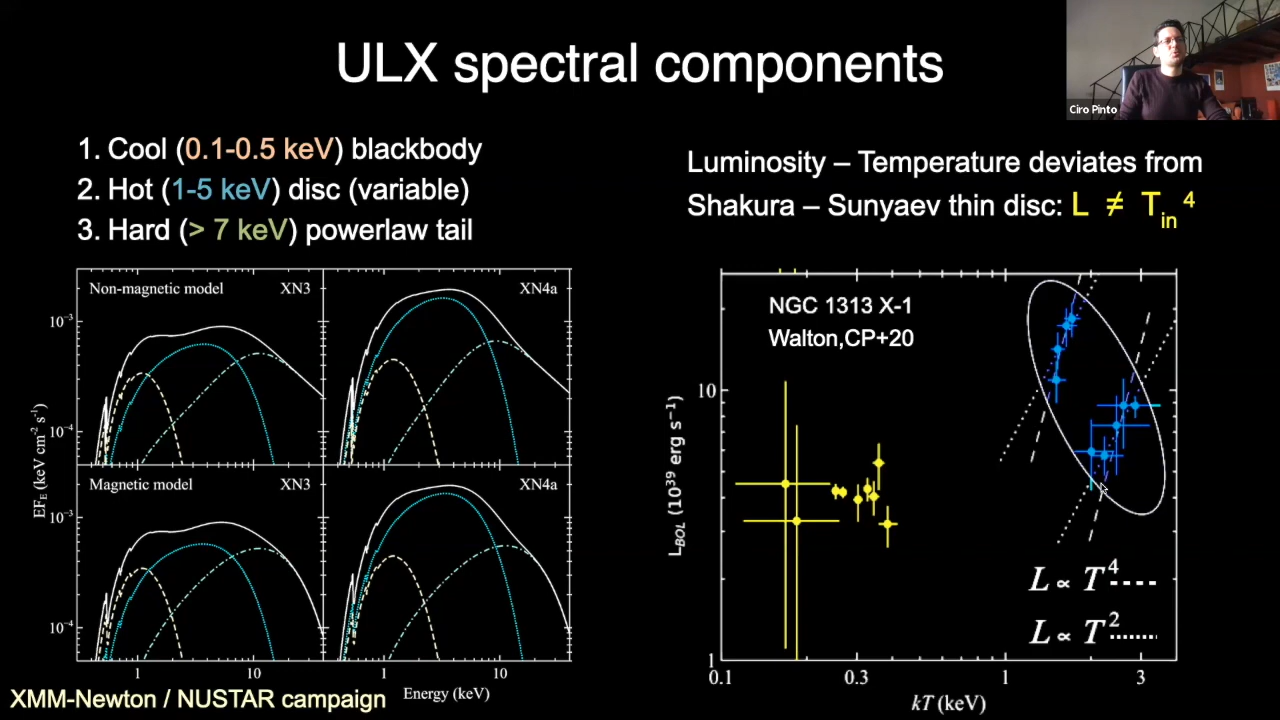 ULX spectral components
Ciro Pinto
1. Cool (0.1-0.5 keV) blackbody
2. Hot (1-5 keV) disc (variable)
3. Hard (> 7 keV) powerlaw tail
Luminosity – Temperature deviates from
Shakura – Sunyaev thin disc: L ≠ T_in^4
Non-magnetic model XN3
XN4a
Magnetic model XN3
XN4a
10⁻³
10⁻⁴
10⁻³
10⁻⁴
EF_E (keV cm⁻² s⁻¹)
1 10 1 10
Energy (keV)
XMM-Newton / NUSTAR campaign
NGC 1313 X-1
Walton,CP+20
L ∝ T⁴
L ∝ T²
10
1
L_BOL (10³⁹ erg s⁻¹)
0.1 0.3 1 3
kT (keV)